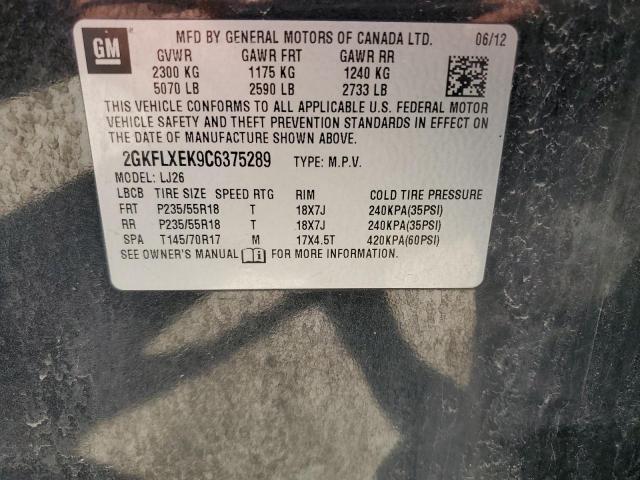 GM
MFD BY GENERAL MOTORS OF CANADA LTD. 06/12
GVWR GAWR FRT GAWR RR
2300 KG 1175 KG 1240 KG
5070 LB 2590 LB 2733 LB
THIS VEHICLE CONFORMS TO ALL APPLICABLE U.S. FEDERAL MOTOR
VEHICLE SAFETY AND THEFT PREVENTION STANDARDS IN EFFECT ON
THE DATE OF MANUFACTURE SHOWN ABOVE.
2GKFLXEK9C6375289 TYPE: M.P.V.
MODEL: LJ26
LBCB TIRE SIZE SPEED RTG RIM COLD TIRE PRESSURE
FRT P235/55R18 T 18X7J 240KPA(35PSI)
RR P235/55R18 T 18X7J 240KPA(35PSI)
SPA T145/70R17 M 17X4.5T 420KPA(60PSI)
SEE OWNER'S MANUAL FOR MORE INFORMATION.